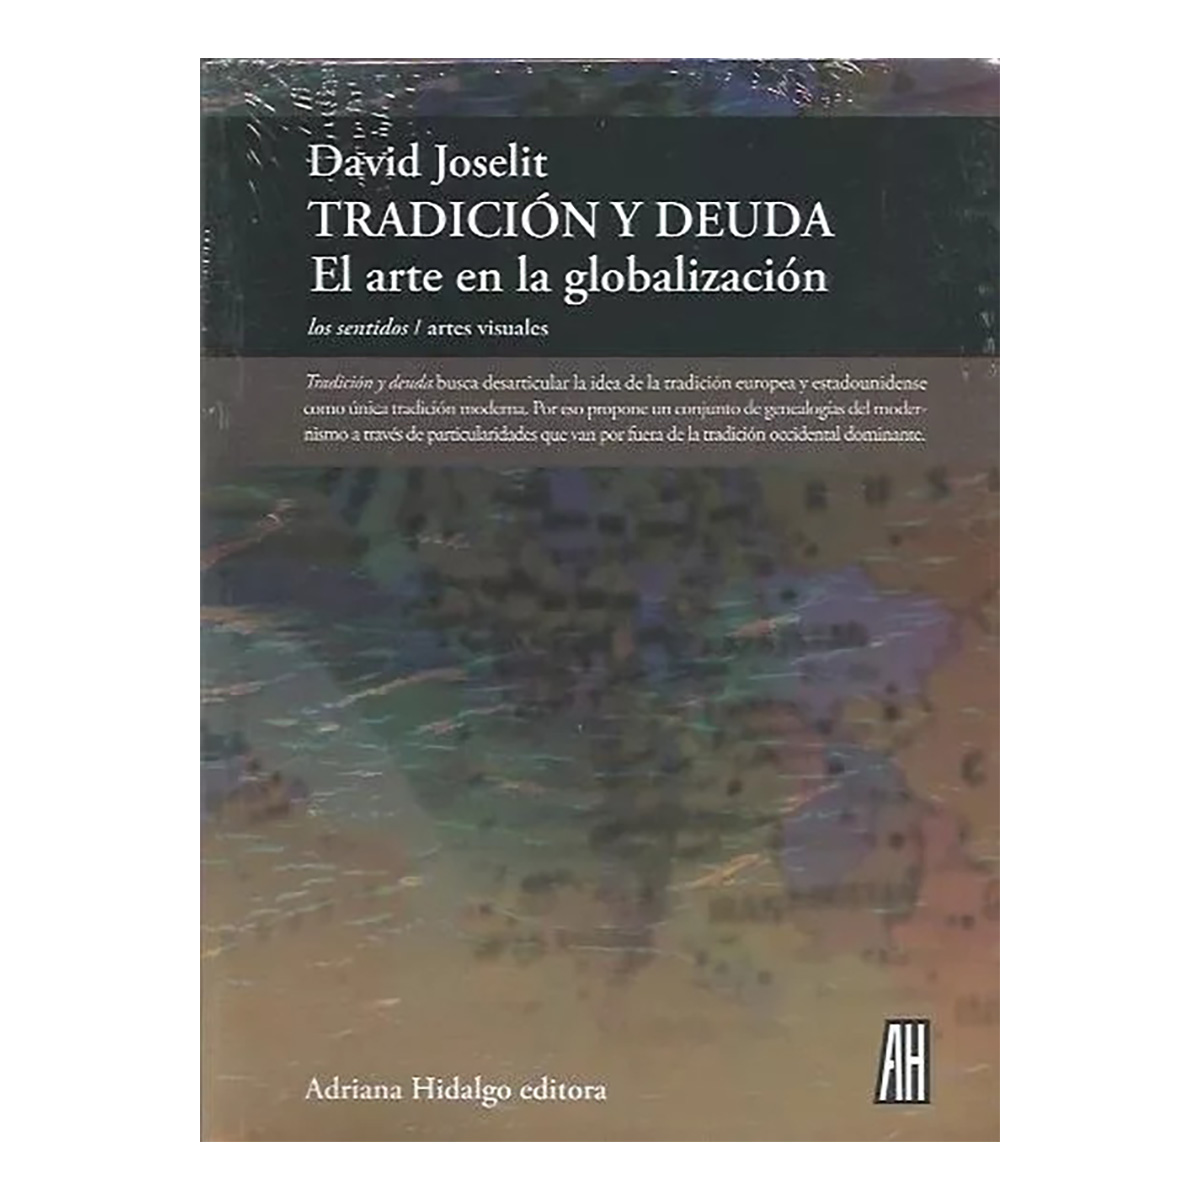 David Joselit
TRADICIÓN Y DEUDA
El arte en la globalización
los sentidos / artes visuales
Tradición y deuda busca desarticular la idea de la tradición europea y estadounidense
como única tradición moderna. Por eso propone un conjunto de genealogías del moder-
nismo a través de particularidades que van por fuera de la tradición occidental dominante.
R U S
Adriana Hidalgo editora
AH